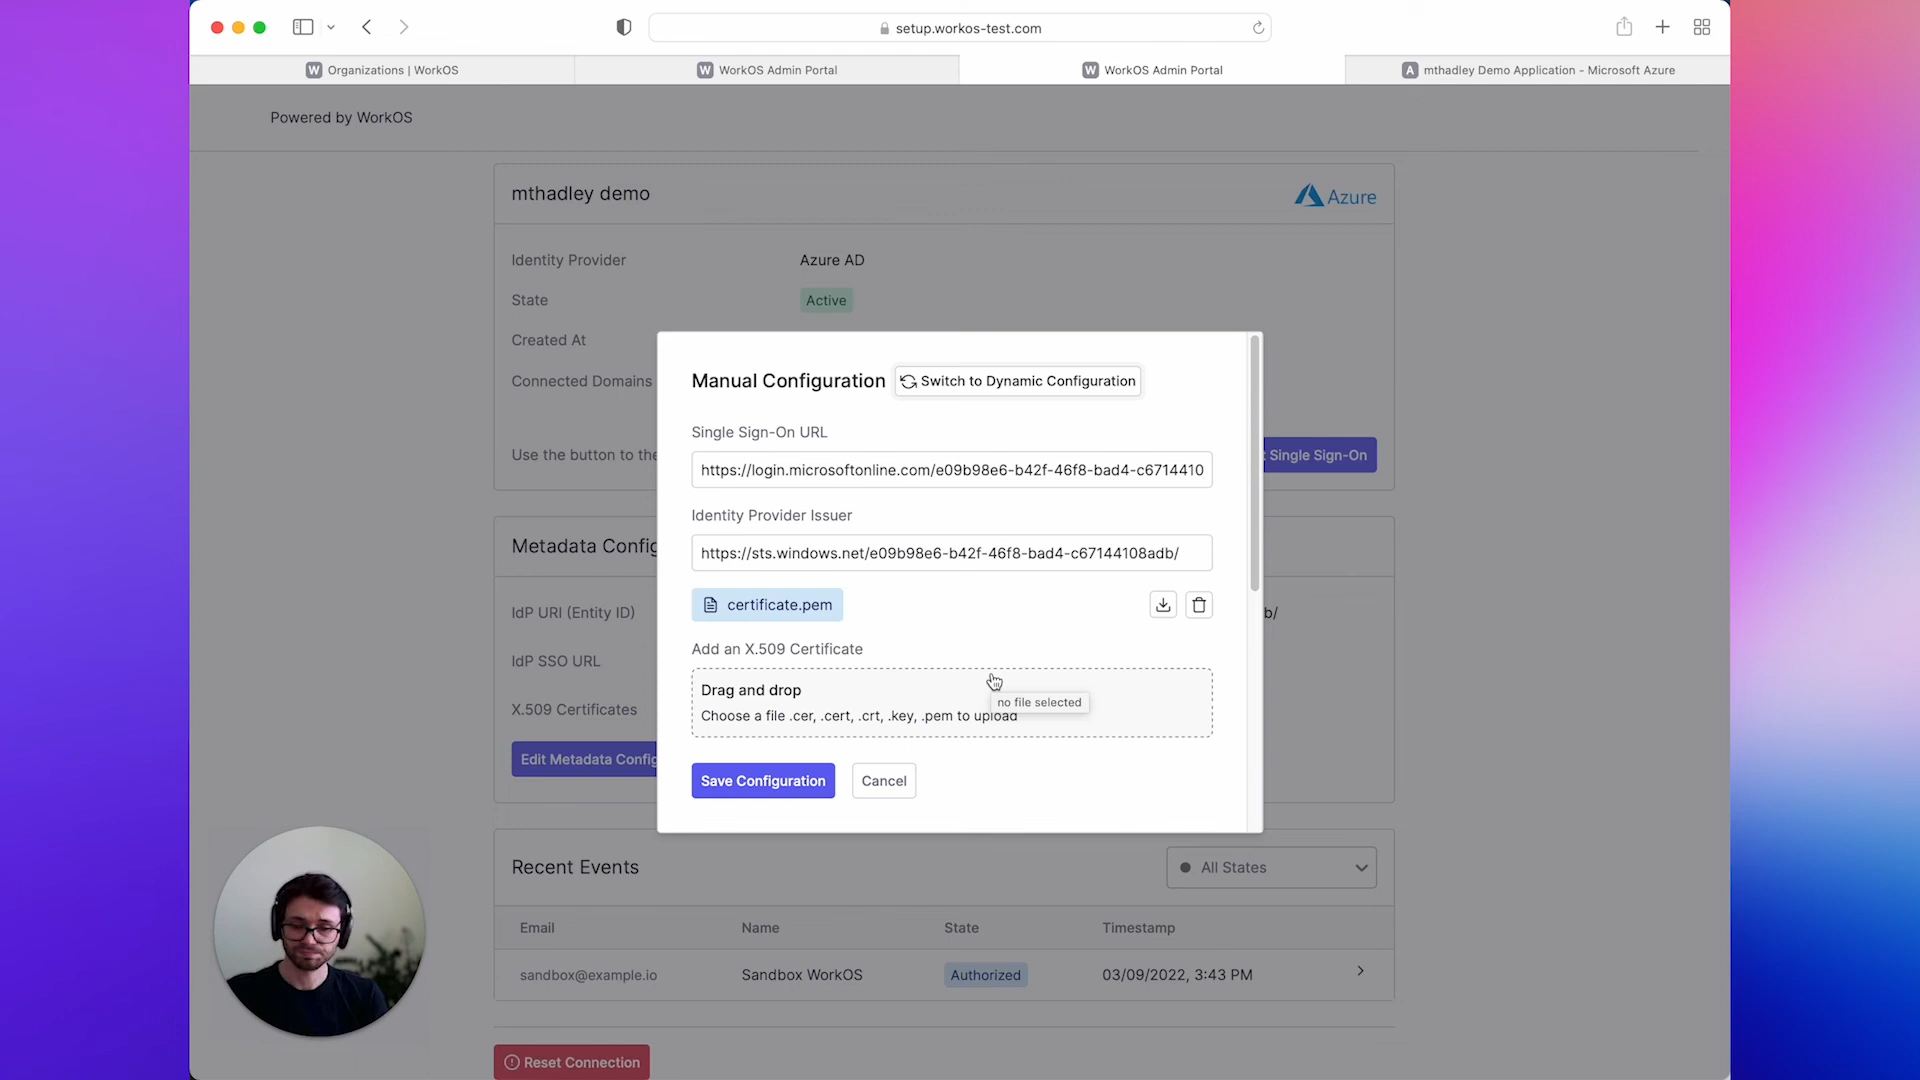 setup.workos-test.com
W Organizations | WorkOS
W WorkOS Admin Portal
W WorkOS Admin Portal
A mthadley Demo Application - Microsoft Azure
Powered by WorkOS
mthadley demo
Azure
Identity Provider Azure AD
State Active
Created At
Connected Domains
Use the button to the
Single Sign-On
Manual Configuration Switch to Dynamic Configuration
Single Sign-On URL
https://login.microsoftonline.com/e09b98e6-b42f-46f8-bad4-c6714410
Identity Provider Issuer
https://sts.windows.net/e09b98e6-b42f-46f8-bad4-c67144108adb/
certificate.pem
Add an X.509 Certificate
Drag and drop
no file selected
Choose a file .cer, .cert, .crt, .key, .pem to upload
Save Configuration Cancel
Metadata Config
IdP URI (Entity ID) b/
IdP SSO URL
X.509 Certificates
Edit Metadata Config
Recent Events All States
Email Name State Timestamp
sandbox@example.io Sandbox WorkOS Authorized 03/09/2022, 3:43 PM
Reset Connection